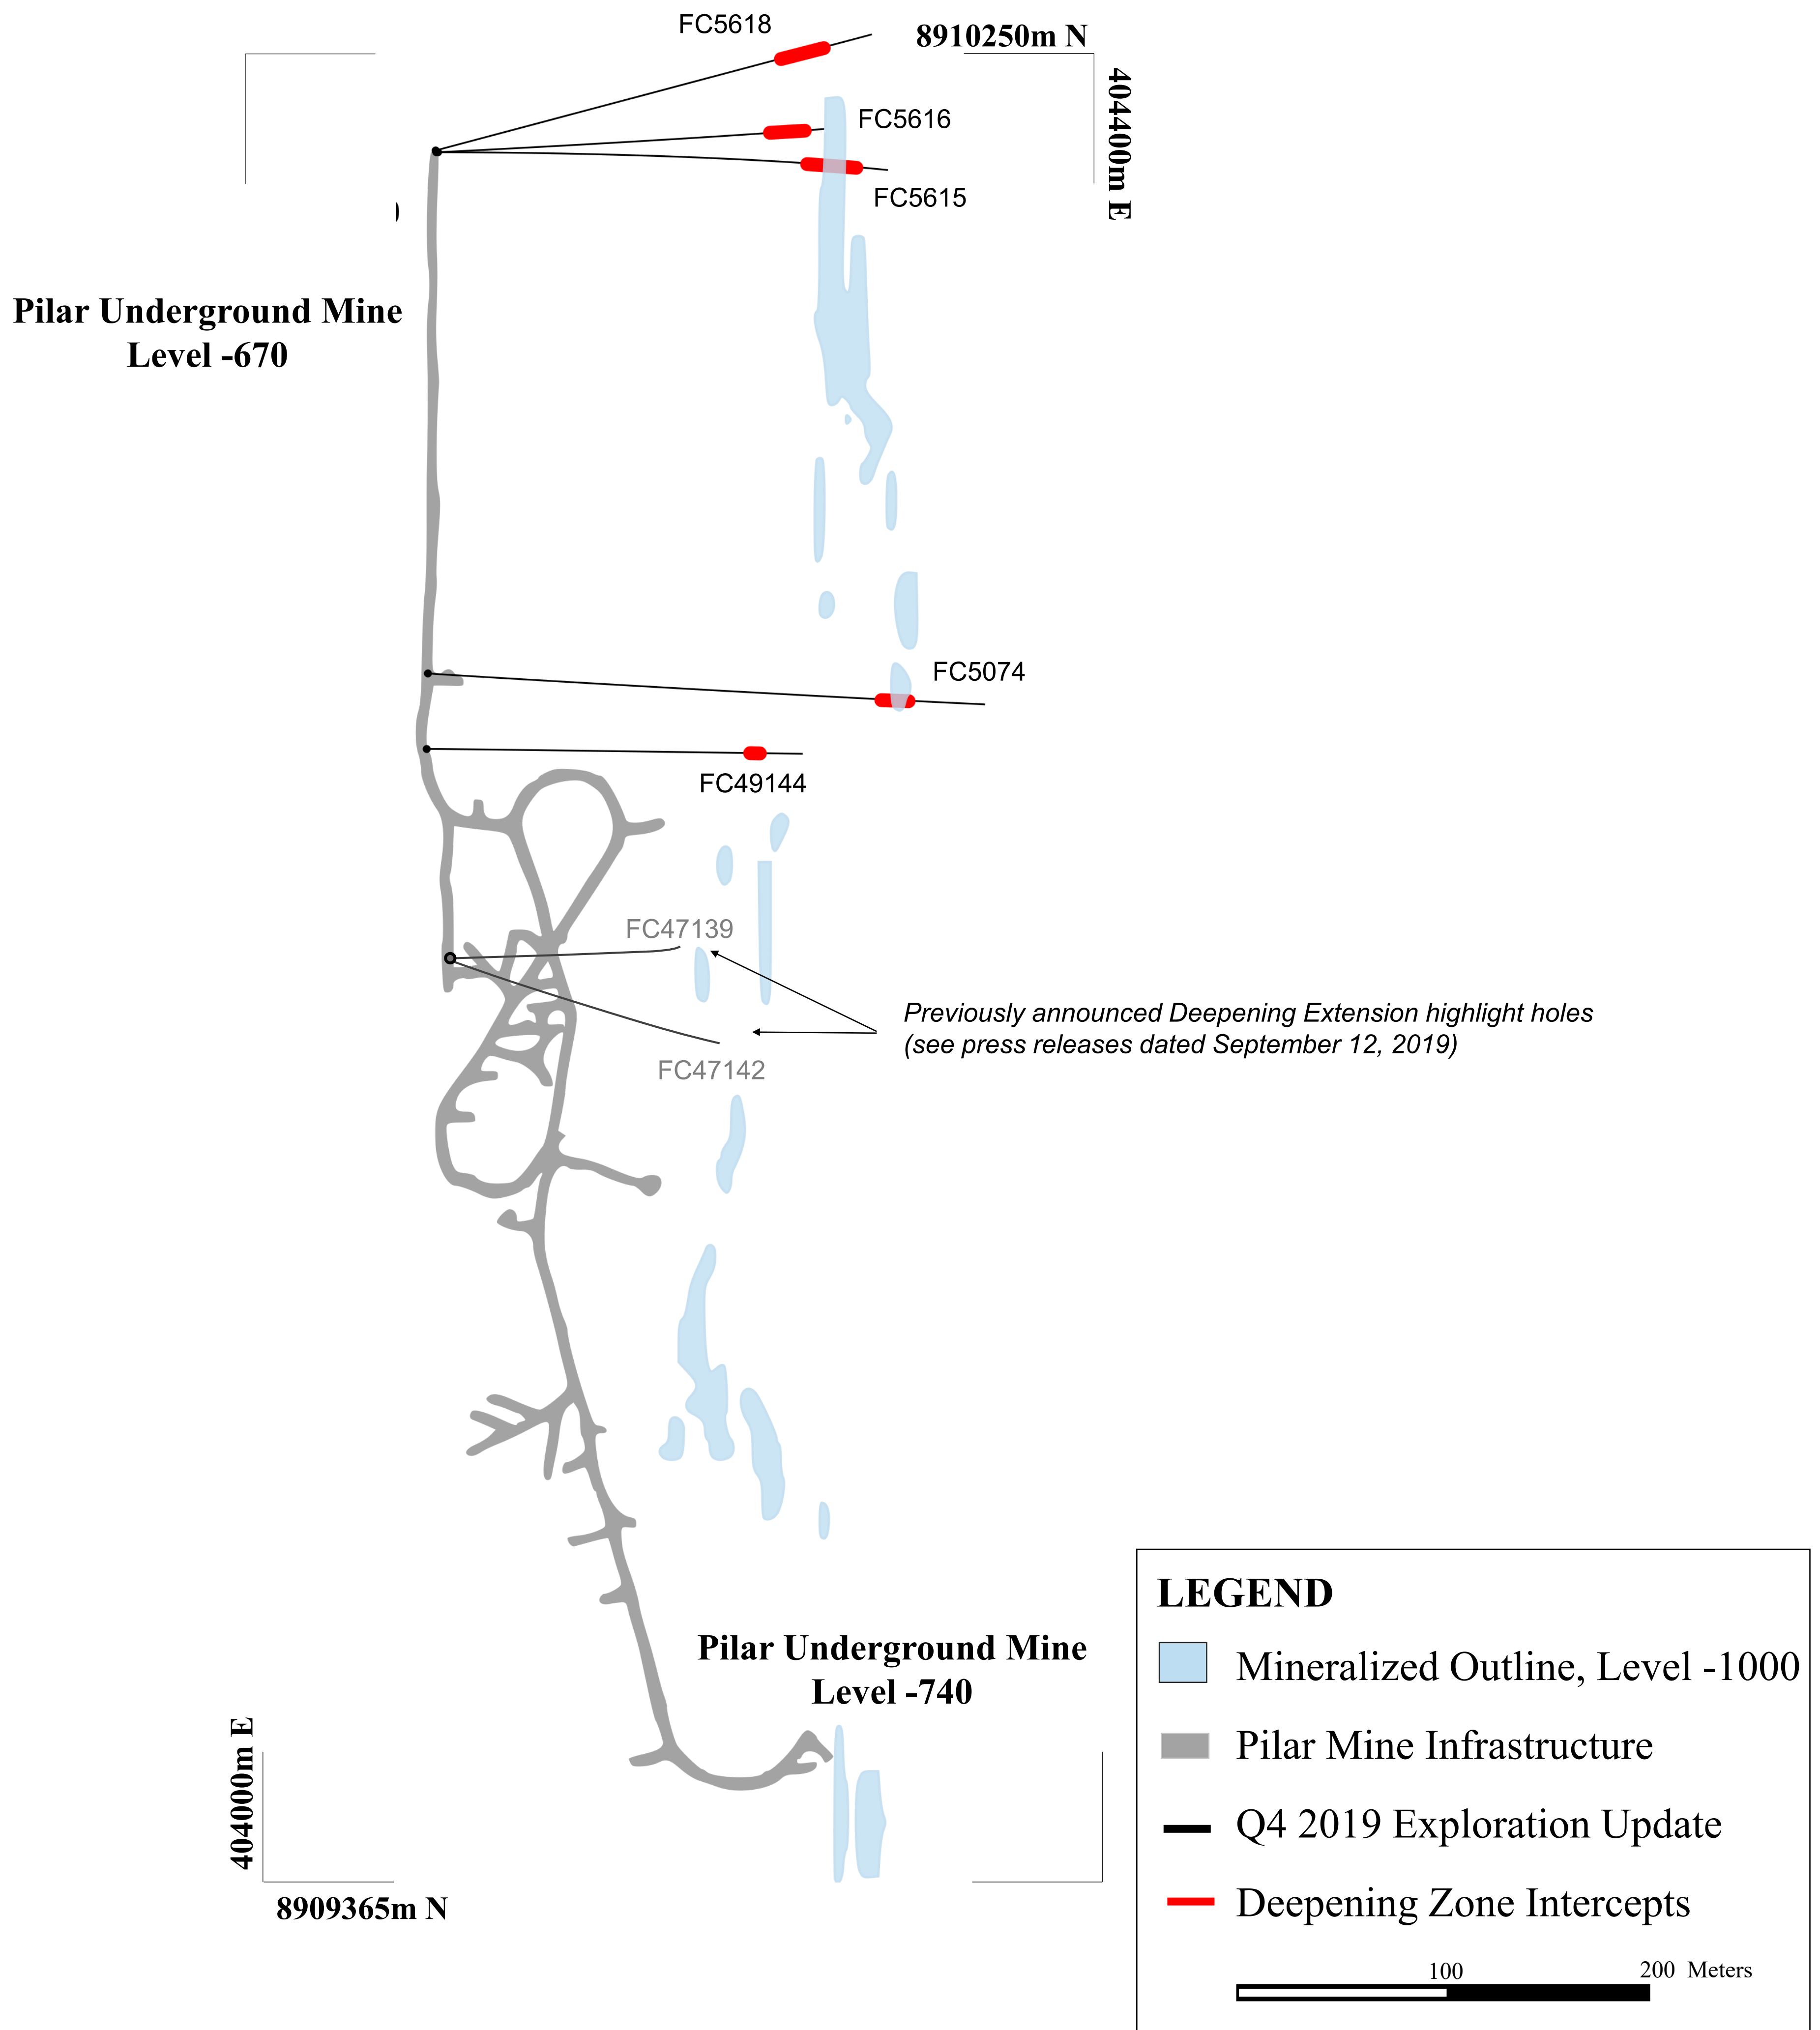 FC5618
8910250m N
404400m E
FC5616
FC5615
Pilar Underground Mine
Level -670
FC5074
FC49144
FC47139
Previously announced Deepening Extension highlight holes
(see press releases dated September 12, 2019)
FC47142
Pilar Underground Mine
Level -740
404000m E
8909365m N
LEGEND
Mineralized Outline, Level -1000
Pilar Mine Infrastructure
Q4 2019 Exploration Update
Deepening Zone Intercepts
100 200 Meters